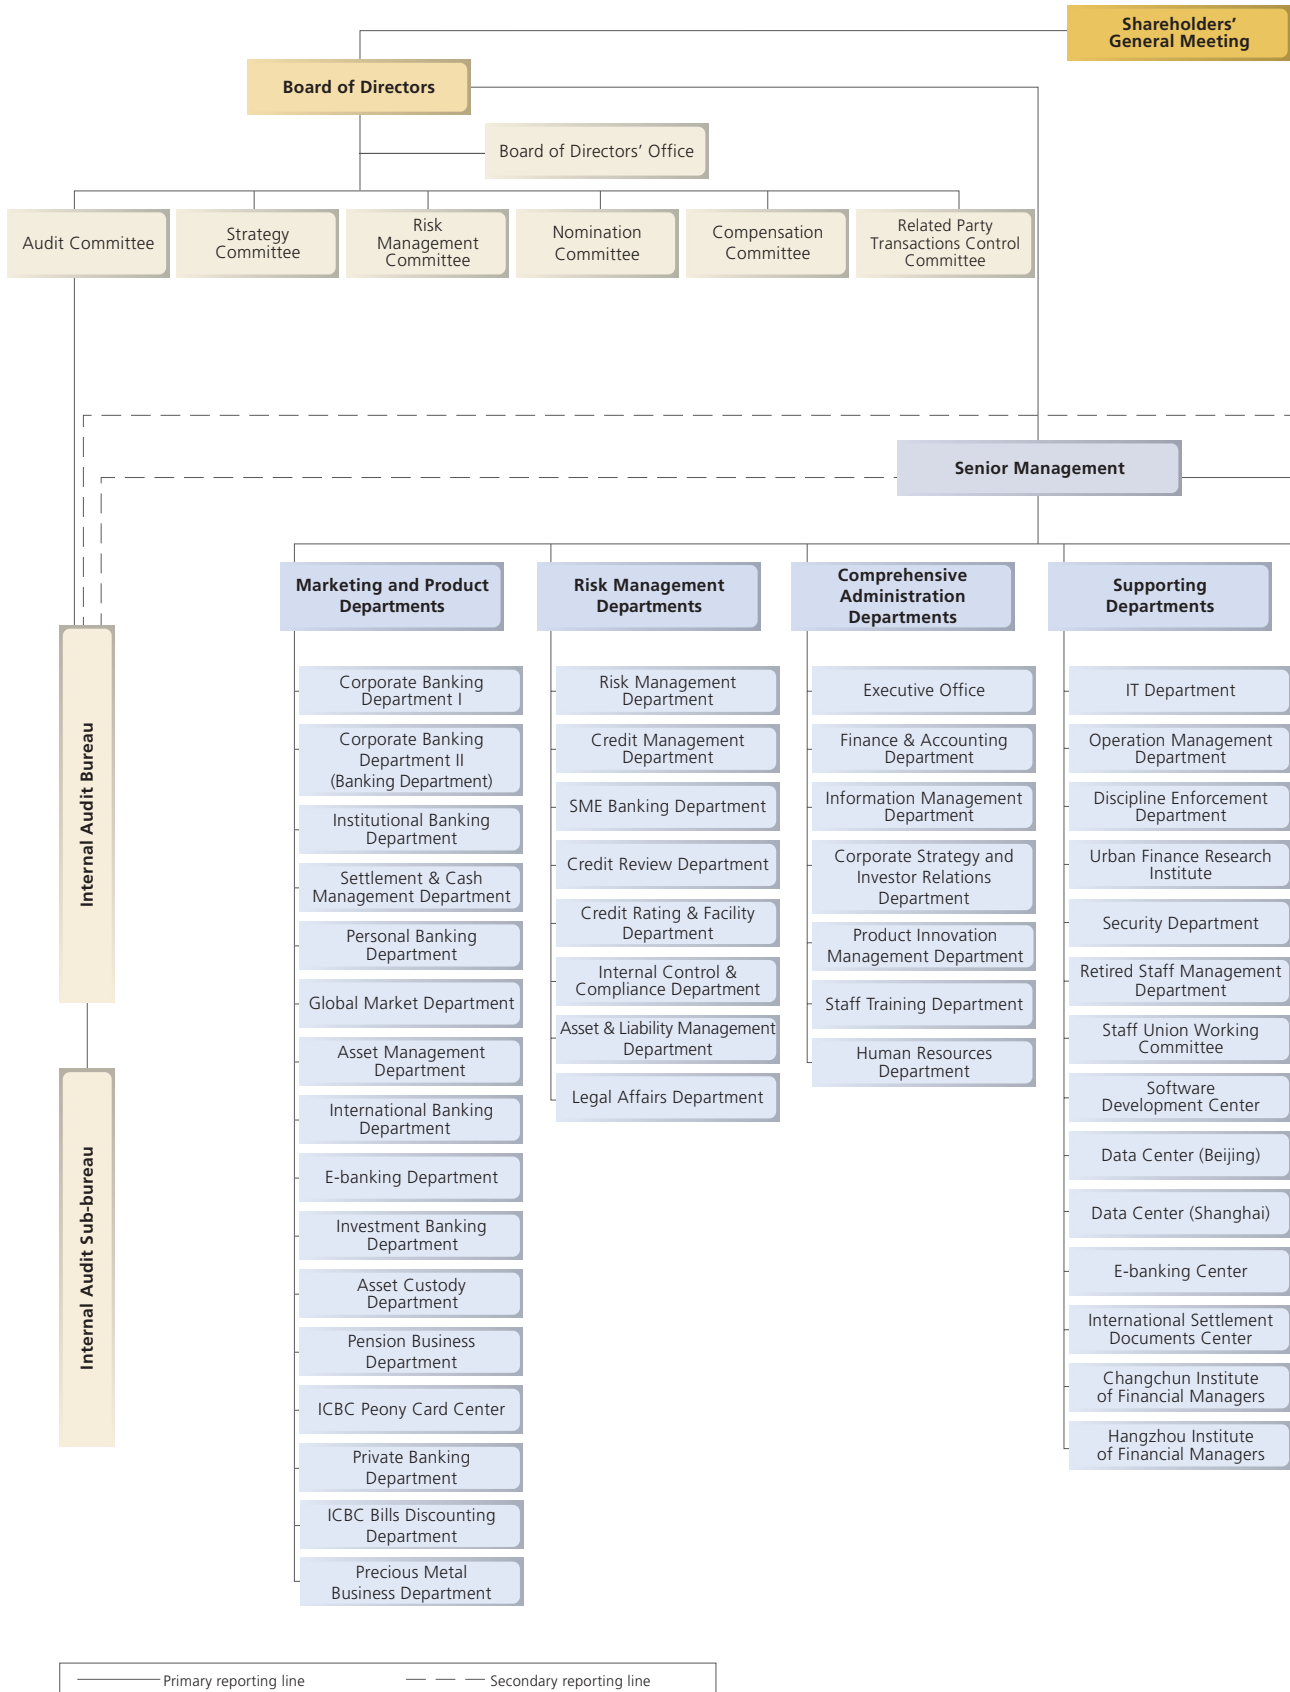 Shareholders’
General Meeting
Board of Directors
Board of Directors’ Office
Audit Committee
Strategy
Committee
Risk
Management
Committee
Nomination
Committee
Compensation
Committee
Related Party
Transactions Control
Committee
Senior Management
Marketing and Product
Departments
Risk Management
Departments
Comprehensive
Administration
Departments
Supporting
Departments
Internal Audit Bureau
Internal Audit Sub-bureau
Corporate Banking
Department I
Corporate Banking
Department II
(Banking Department)
Institutional Banking
Department
Settlement & Cash
Management Department
Personal Banking
Department
Global Market Department
Asset Management
Department
International Banking
Department
E-banking Department
Investment Banking
Department
Asset Custody
Department
Pension Business
Department
ICBC Peony Card Center
Private Banking
Department
ICBC Bills Discounting
Department
Precious Metal
Business Department
Risk Management
Department
Credit Management
Department
SME Banking Department
Credit Review Department
Credit Rating & Facility
Department
Internal Control &
Compliance Department
Asset & Liability Management
Department
Legal Affairs Department
Executive Office
Finance & Accounting
Department
Information Management
Department
Corporate Strategy and
Investor Relations
Department
Product Innovation
Management Department
Staff Training Department
Human Resources
Department
IT Department
Operation Management
Department
Discipline Enforcement
Department
Urban Finance Research
Institute
Security Department
Retired Staff Management
Department
Staff Union Working
Committee
Software
Development Center
Data Center (Beijing)
Data Center (Shanghai)
E-banking Center
International Settlement
Documents Center
Changchun Institute
of Financial Managers
Hangzhou Institute
of Financial Managers
Primary reporting line
Secondary reporting line